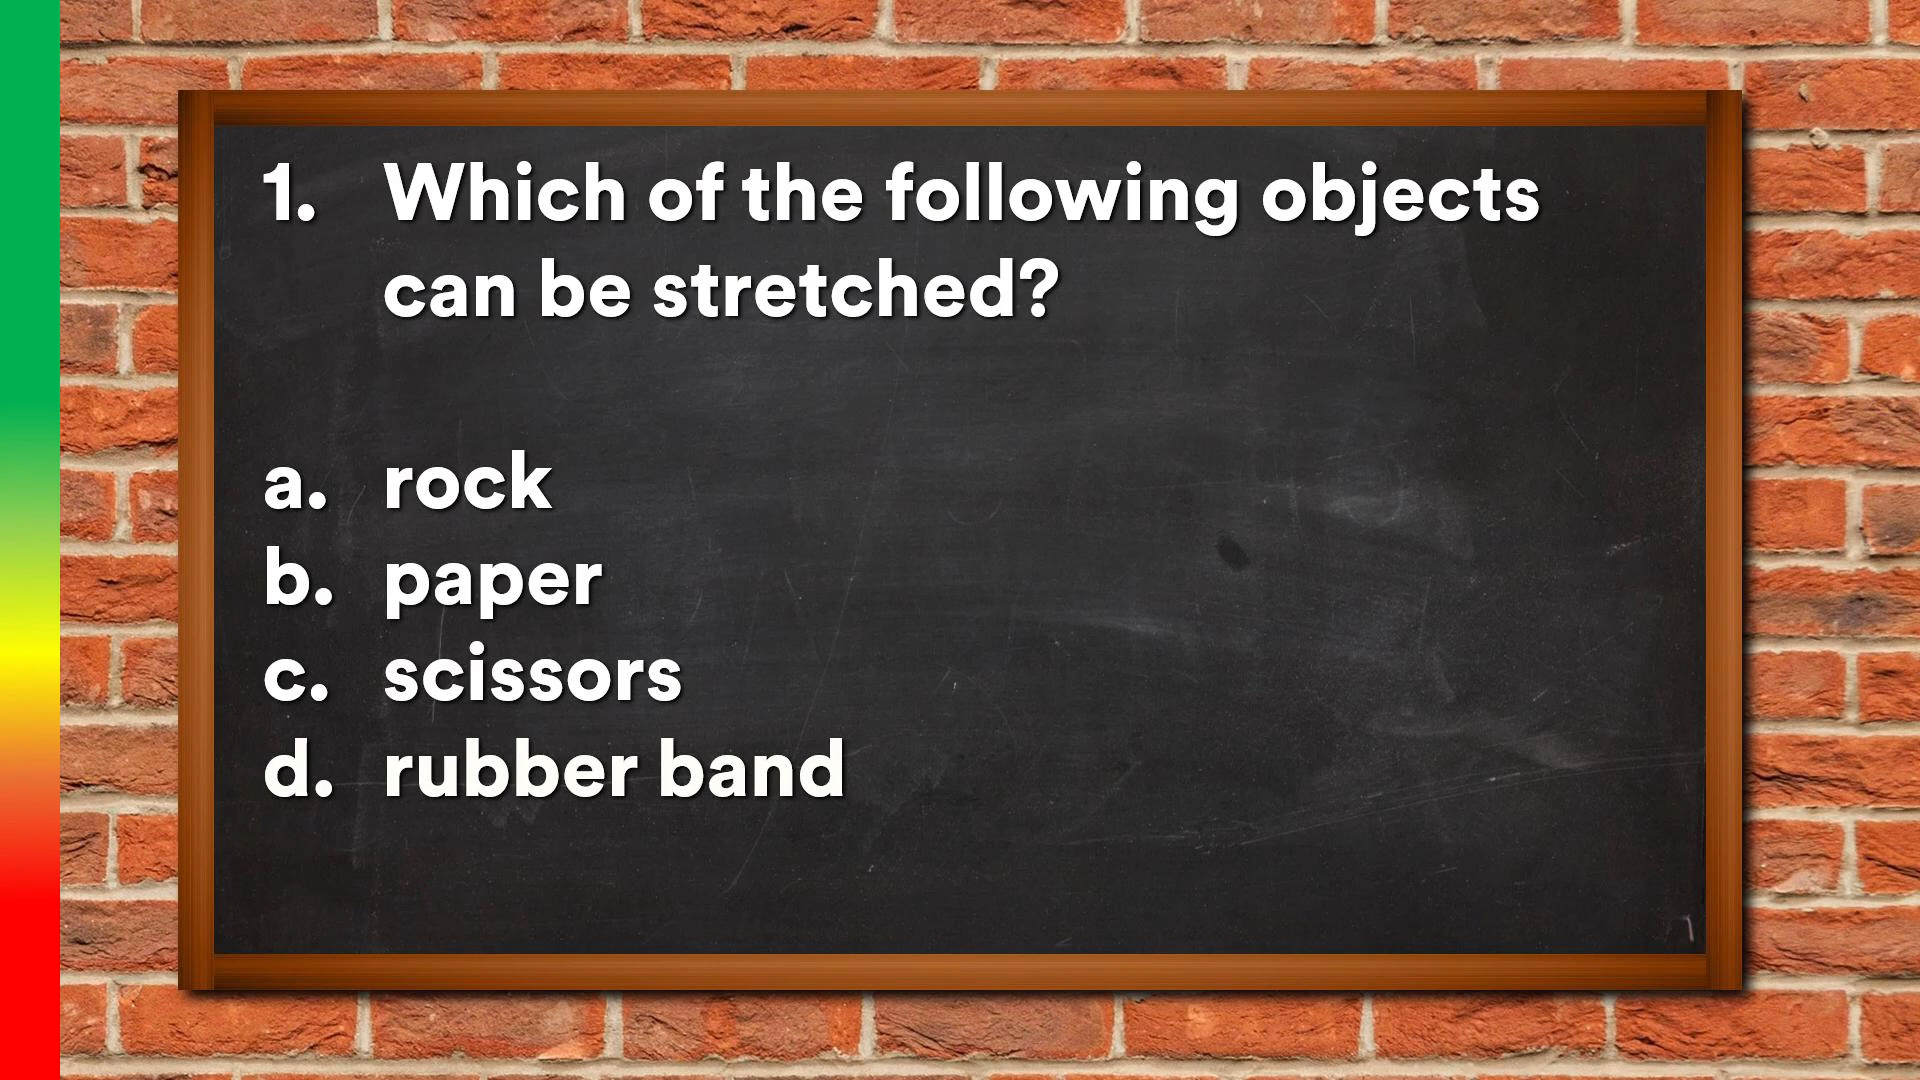 1. Which of the following objects
can be stretched?
a. rock
b. paper
c. scissors
d. rubber band